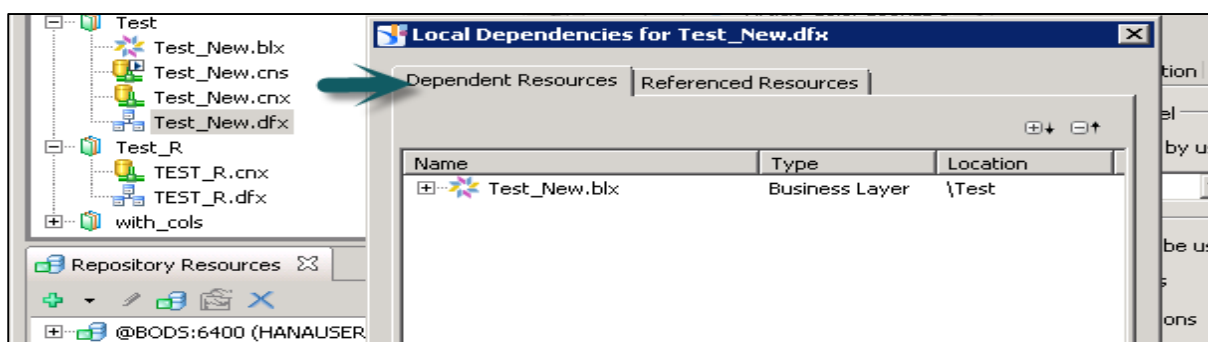 Test
Test_New.blx
Test_New.cns
Test_New.cnx
Test_New.dfx
Test_R
TEST_R.cnx
TEST_R.dfx
with_cols
Repository Resources
@BODS:6400 (HANAUSER
Local Dependencies for Test_New.dfx
Dependent Resources Referenced Resources
Name Type Location
Test_New.blx Business Layer \Test
tion
el
by u
be u
ons